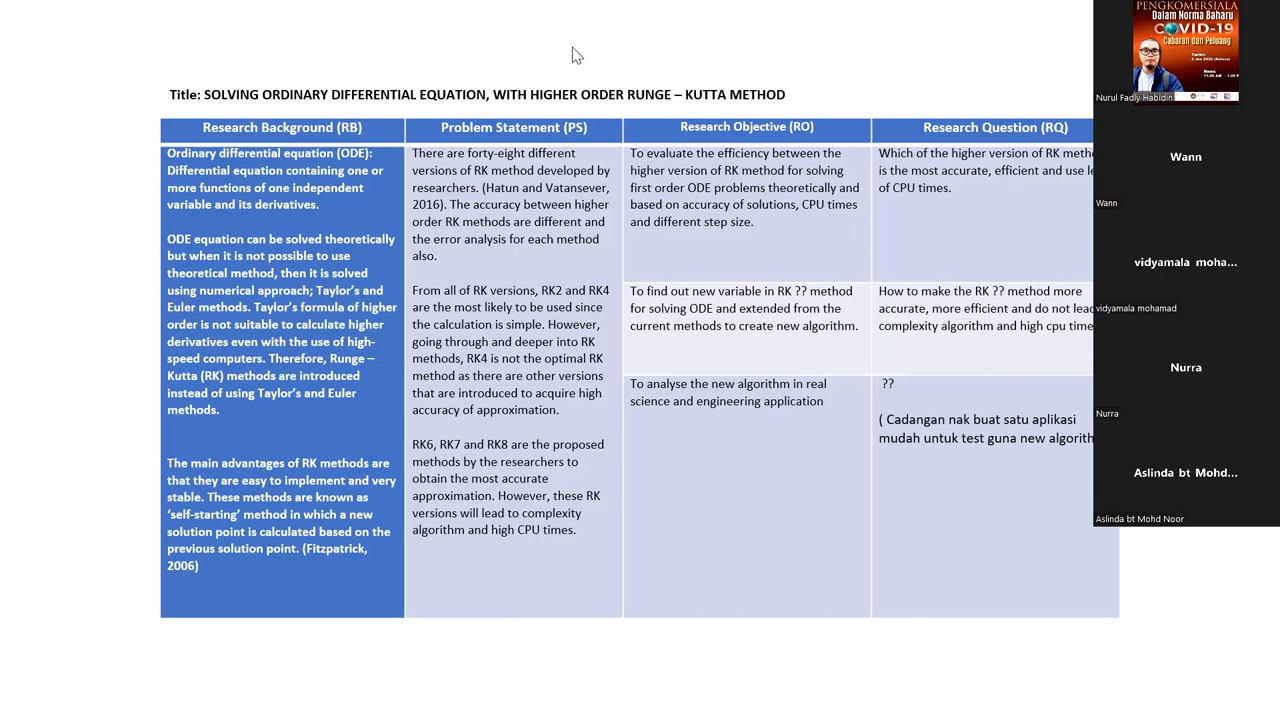 Title: SOLVING ORDINARY DIFFERENTIAL EQUATION, WITH HIGHER ORDER RUNGE – KUTTA METHOD
Research Background (RB)
Ordinary differential equation (ODE):
Differential equation containing one or
more functions of one independent
variable and its derivatives.
ODE equation can be solved theoretically
but when it is not possible to use
theoretical method, then it is solved
using numerical approach; Taylor's and
Euler methods. Taylor's formula of higher
order is not suitable to calculate higher
derivatives even with the use of high-
speed computers. Therefore, Runge –
Kutta (RK) methods are introduced
instead of using Taylor's and Euler
methods.
The main advantages of RK methods are
that they are easy to implement and very
stable. These methods are known as
'self-starting' method in which a new
solution point is calculated based on the
previous solution point. (Fitzpatrick,
2006)
Problem Statement (PS)
There are forty-eight different
versions of RK method developed by
researchers. (Hatun and Vatansever,
2016). The accuracy between higher
order RK methods are different and
the error analysis for each method
also.
From all of RK versions, RK2 and RK4
are the most likely to be used since
the calculation is simple. However,
going through and deeper into RK
methods, RK4 is not the optimal RK
method as there are other versions
that are introduced to acquire high
accuracy of approximation.
RK6, RK7 and RK8 are the proposed
methods by the researchers to
obtain the most accurate
approximation. However, these RK
versions will lead to complexity
algorithm and high CPU times.
Research Objective (RO)
To evaluate the efficiency between the
higher version of RK method for solving
first order ODE problems theoretically and
based on accuracy of solutions, CPU times
and different step size.
To find out new variable in RK ?? method
for solving ODE and extended from the
current methods to create new algorithm.
To analyse the new algorithm in real
science and engineering application
Research Question (RQ)
Which of the higher version of RK meth
is the most accurate, efficient and use le
of CPU times.
How to make the RK ?? method more
accurate, more efficient and do not lead
complexity algorithm and high cpu time
??
( Cadangan nak buat satu aplikasi
mudah untuk test guna new algorith
PENGKOMERSIALA
Dalam Norma Baharu
COVID-19
Cabaran dan Peluang
Nurul Fadly Habidin
Wann
Wann
vidyamala moha...
vidyamala mohamad
Nurra
Nurra
Aslinda bt Mohd...
Aslinda bt Mohd Noor